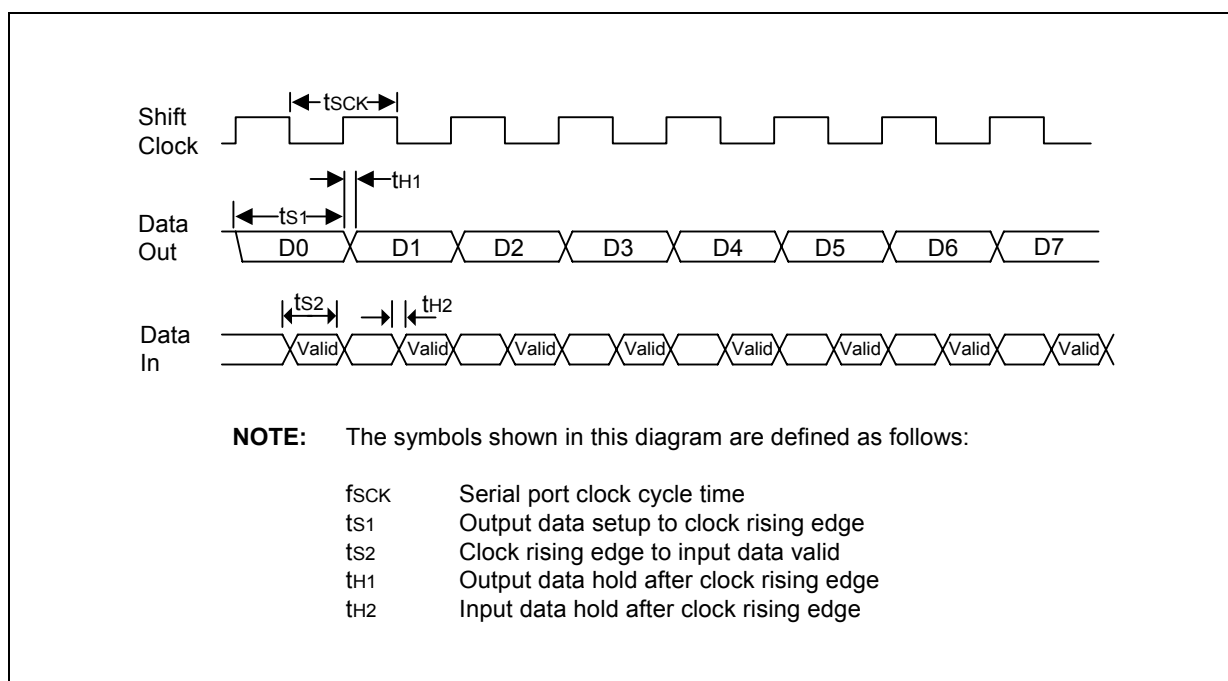 tSCK
Shift
Clock
tH1
tS1
Data
Out
D0 D1 D2 D3 D4 D5 D6 D7
tS2
tH2
Data
In
Valid Valid Valid Valid Valid Valid Valid Valid
NOTE: The symbols shown in this diagram are defined as follows:
fSCK Serial port clock cycle time
tS1 Output data setup to clock rising edge
tS2 Clock rising edge to input data valid
tH1 Output data hold after clock rising edge
tH2 Input data hold after clock rising edge